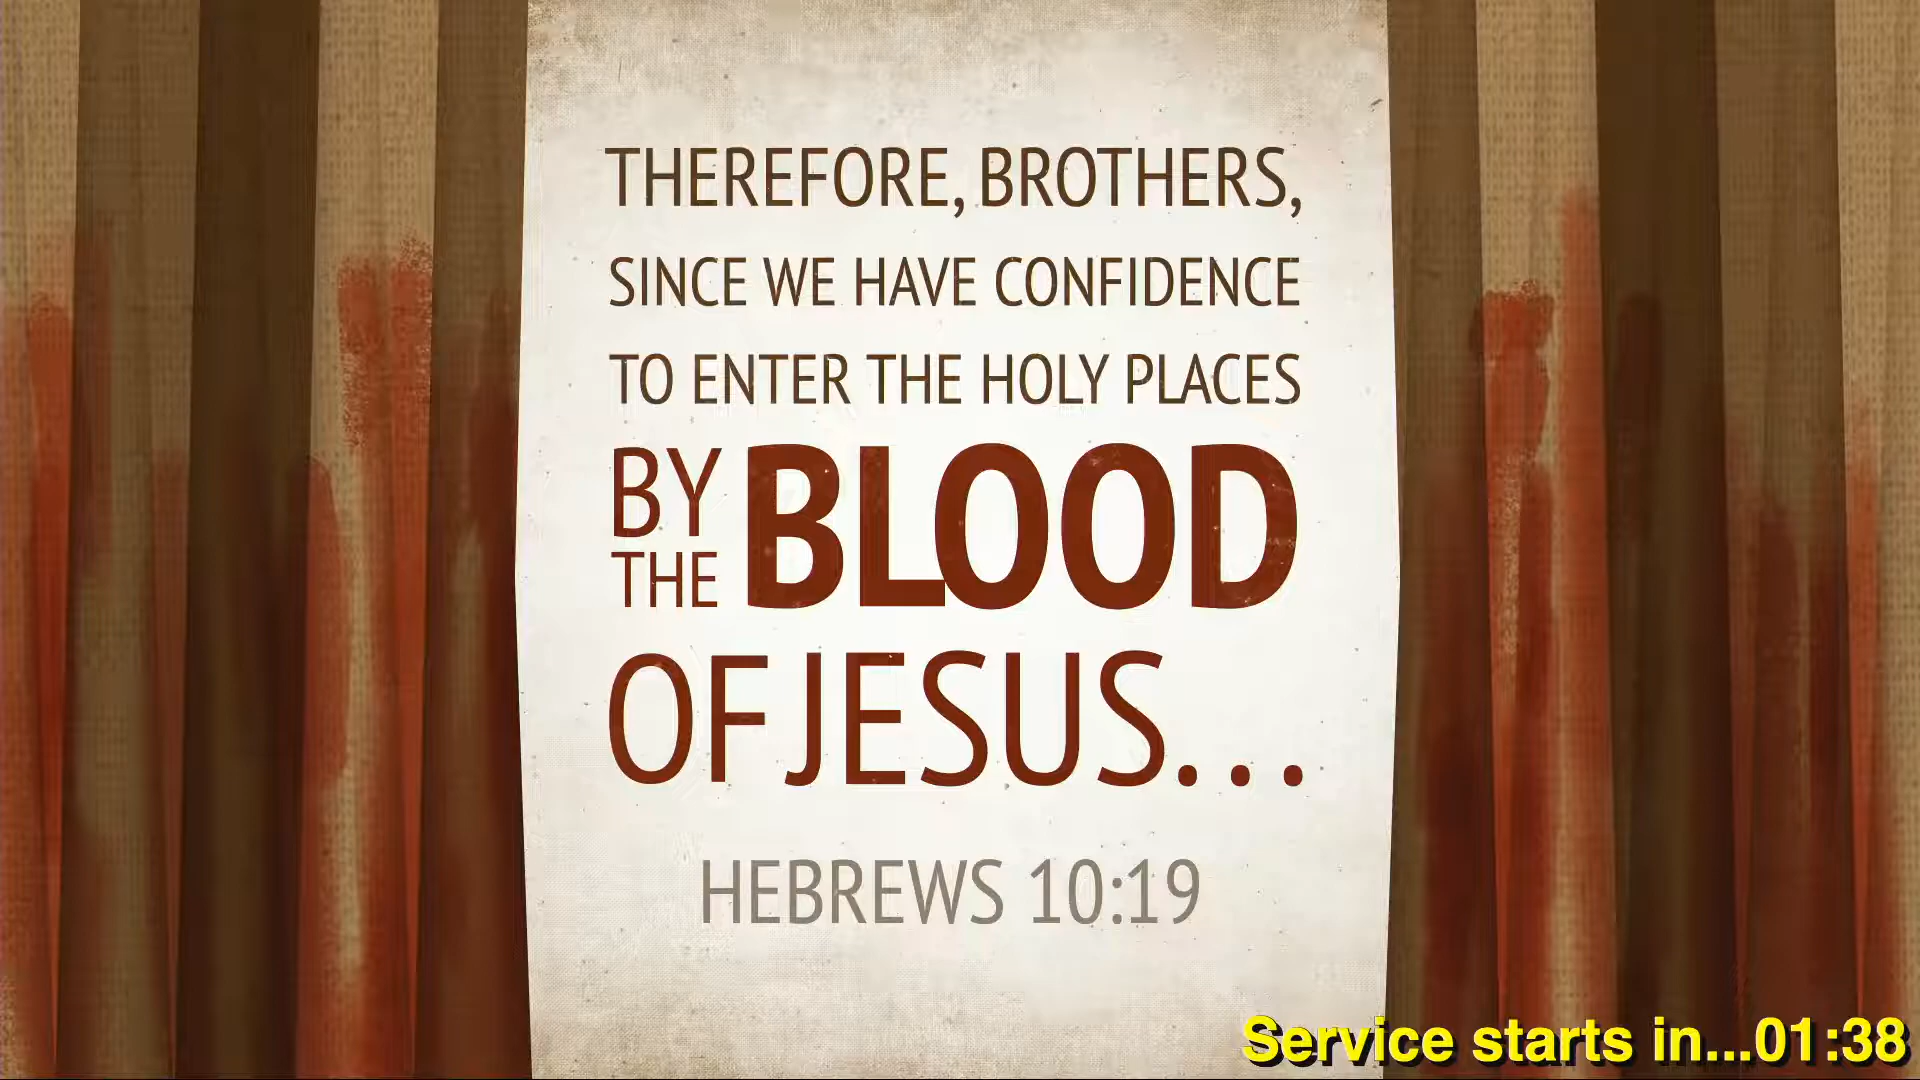 THEREFORE, BROTHERS,
SINCE WE HAVE CONFIDENCE
TO ENTER THE HOLY PLACES
BY THE BLOOD
OF JESUS...
HEBREWS 10:19
Service starts in...01:38